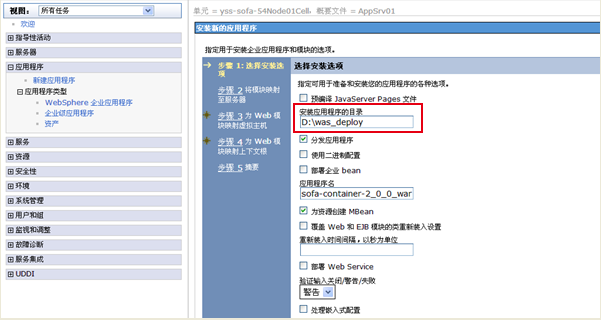 视图： 所有任务
欢迎
指导性活动
服务器
应用程序
新建应用程序
应用程序类型
WebSphere 企业应用程序
企业级应用程序
资产
服务
资源
安全性
环境
系统管理
用户和组
监视和调整
故障诊断
服务集成
UDDI
单元 = yss-sofa-54Node01Cell, 概要文件 = AppSrv01
安装新的应用程序
指定用于安装企业应用程序和模块的选项。
步骤 1: 选择安装选项
步骤 2 将模块映射至服务器
步骤 3 为 Web 模块映射虚拟主机
步骤 4 为 Web 模块映射上下文根
步骤 5 摘要
选择安装选项
指定可用于准备和安装您的应用程序的各种选项。
预编译 JavaServer Pages 文件
安装应用程序的目录
D:\was_deploy
分发应用程序
使用二进制配置
部署企业 bean
应用程序名
sofa-container-2_0_0_war
为资源创建 MBean
覆盖 Web 和 EJB 模块的类重新装入设置
重新装入时间间隔，以秒为单位
部署 Web Service
验证输入关闭/警告/失败
警告
处理嵌入式配置